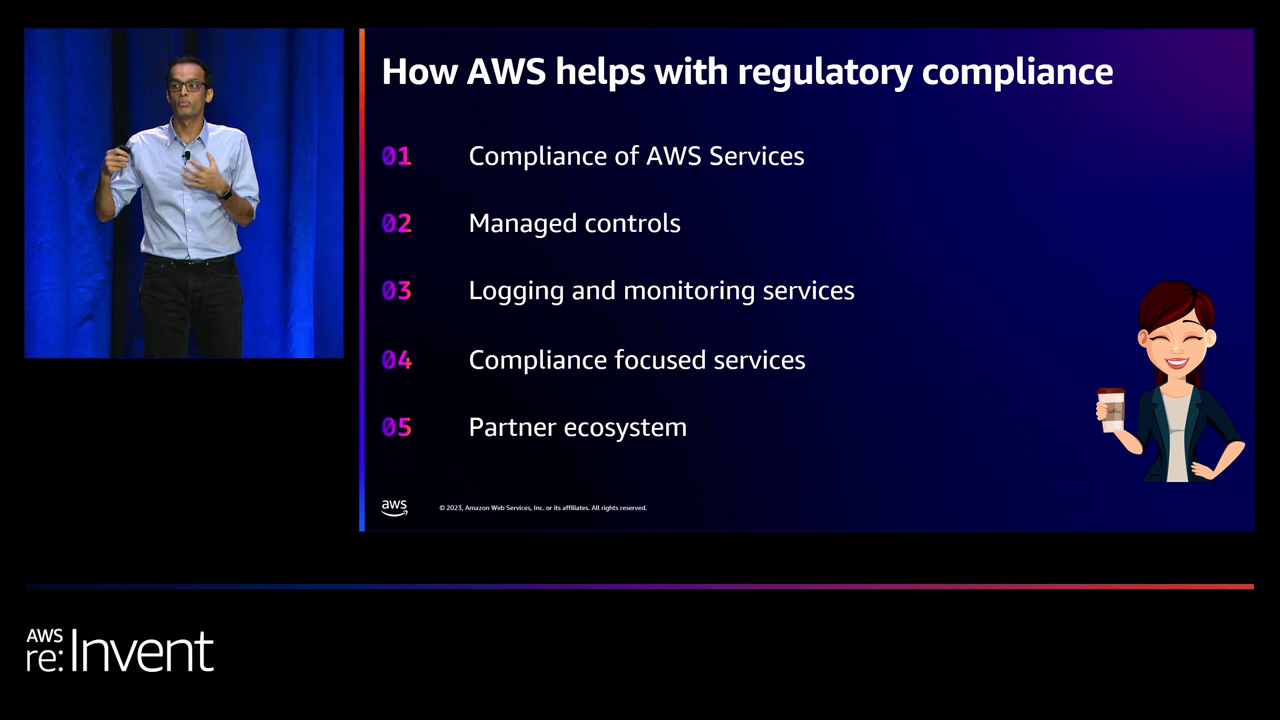 How AWS helps with regulatory compliance
01 Compliance of AWS Services
02 Managed controls
03 Logging and monitoring services
04 Compliance focused services
05 Partner ecosystem
aws © 2023, Amazon Web Services, Inc. or its affiliates. All rights reserved.
AWS
re:Invent